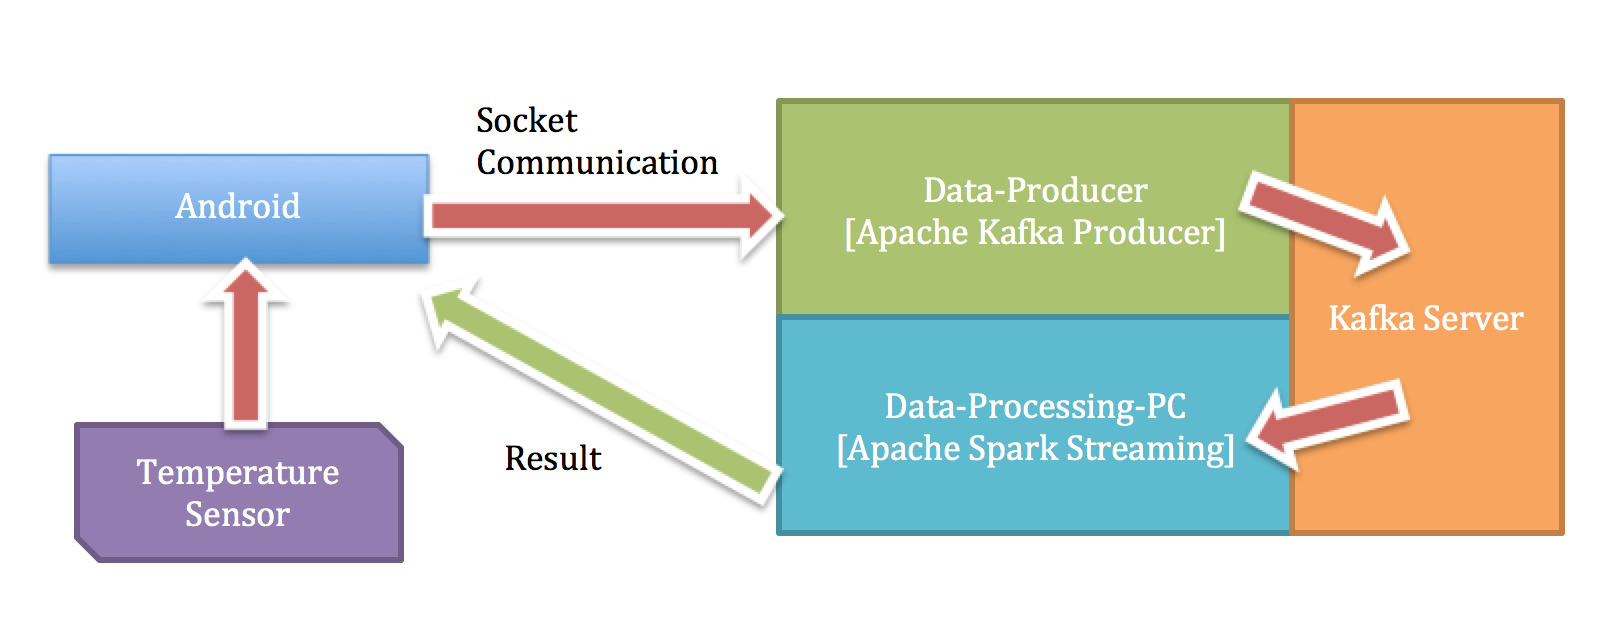 Socket
Communication
Android
Data-Producer
[Apache Kafka Producer]
Kafka Server
Data-Processing-PC
[Apache Spark Streaming]
Result
Temperature
Sensor